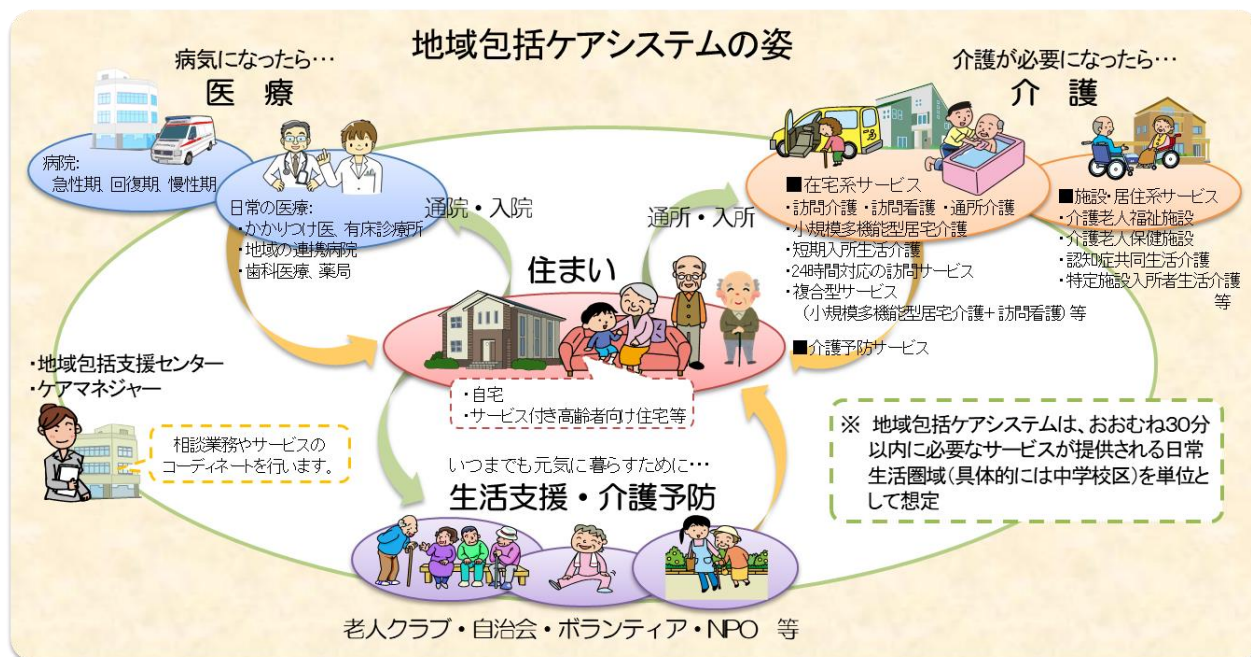 地域包括ケアシステムの姿
病気になったら…
医 療
病院:
急性期、回復期、慢性期
日常の医療:
・かかりつけ医、有床診療所
・地域の連携病院
・歯科医療、薬局
通院・入院
介護が必要になったら…
介 護
■在宅系サービス
・訪問介護・訪問看護・通所介護
・小規模多機能型居宅介護
・短期入所生活介護
・24時間対応の訪問サービス
・複合型サービス
(小規模多機能型居宅介護+訪問看護)等
■介護予防サービス
■施設・居住系サービス
・介護老人福祉施設
・介護老人保健施設
・認知症共同生活介護
・特定施設入所者生活介護
等
通所・入所
住まい
・自宅
・サービス付き高齢者向け住宅等
・地域包括支援センター
・ケアマネジャー
相談業務やサービスの
コーディネートを行います。
いつまでも元気に暮らすために…
生活支援・介護予防
老人クラブ・自治会・ボランティア・NPO 等
※ 地域包括ケアシステムは、おおむね30分
以内に必要なサービスが提供される日常
生活圏域(具体的には中学校区)を単位と
して想定